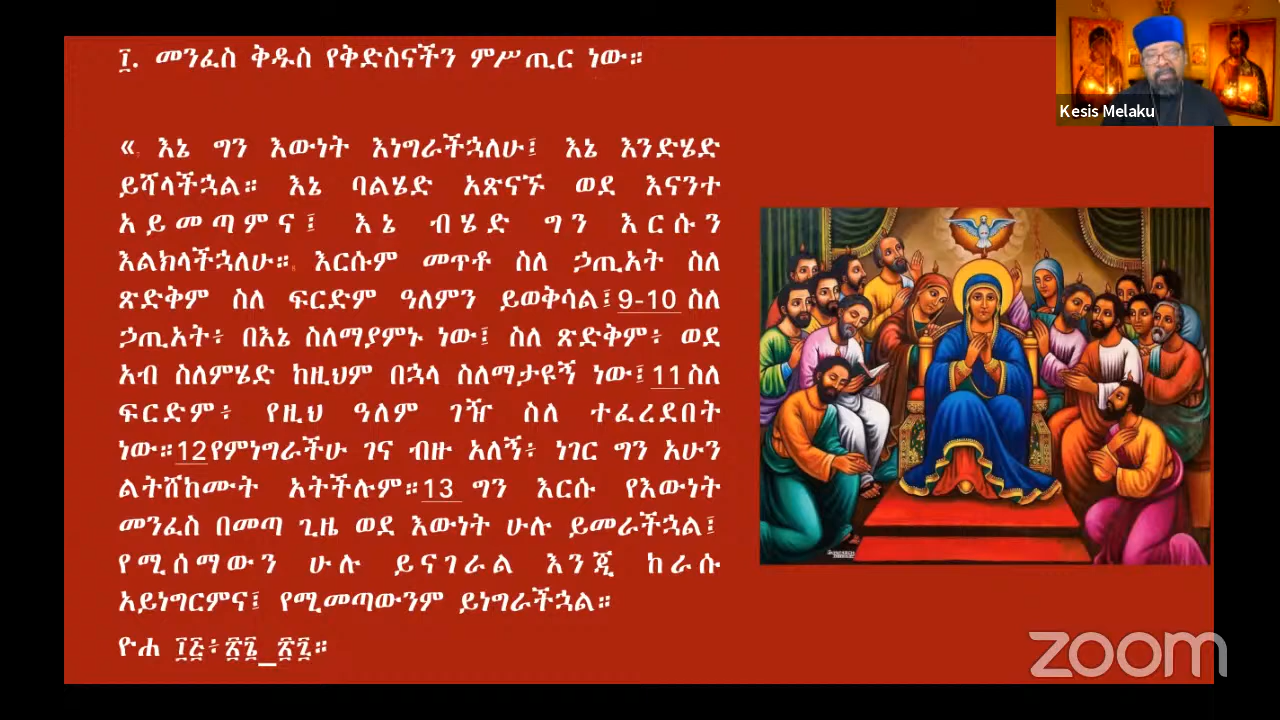 ፲. መንፈስ ቅዱስ የቅድስናችን ምሥጢር ነው።
« እኔ ግን እውነት እነግራችኋለሁ፤ እኔ እንድሄድ
ይሻላችኋል። እኔ ባልሄድ አጽናኙ ወደ እናንተ
አይመጣምና፤ እኔ ብሄድ ግን እርሱን
እልክላችኋለሁ። እርሱም መጥቶ ስለ ኃጢአት ስለ
ጽድቅም ስለ ፍርድም ዓለምን ይወቅሳል፤ 9-10 ስለ
ኃጢአት፥ በእኔ ስለማያምኑ ነው፤ ስለ ጽድቅም፥ ወደ
አብ ስለምሄድ ከዚህም በኋላ ስለማታዩኝ ነው፤ 11 ስለ
ፍርድም፥ የዚህ ዓለም ገዥ ስለ ተፈረደበት
ነው።12የምነግራችሁ ገና ብዙ አለኝ፥ ነገር ግን አሁን
ልትሸከሙት አትችሉም።13 ግን እርሱ የእውነት
መንፈስ በመጣ ጊዜ ወደ እውነት ሁሉ ይመራችኋል፤
የሚሰማውን ሁሉ ይናገራል እንጂ ከራሱ
አይነግርምና፤ የሚመጣውንም ይነግራችኋል።
ዮሐ ፲፭፥፳፮_፳፯።
Kesis Melaku
zoom